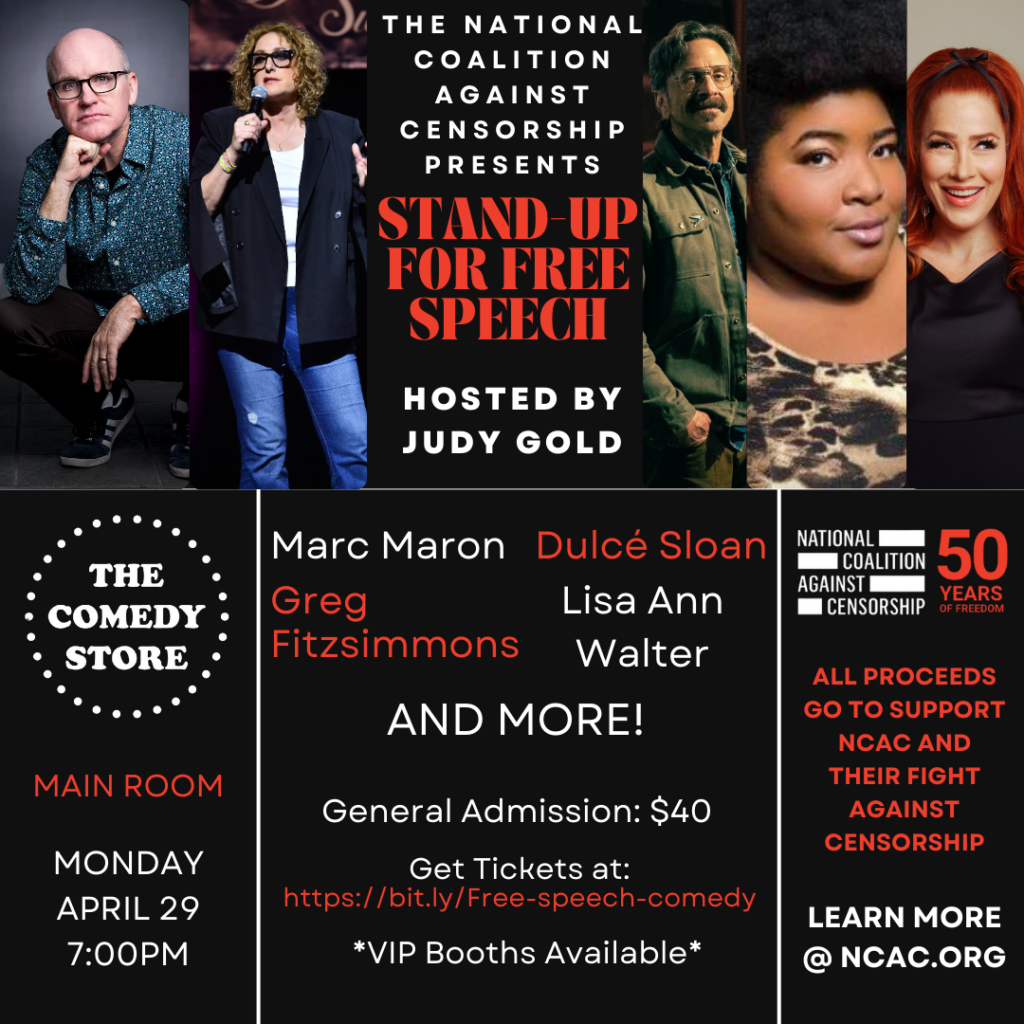 THE NATIONAL
COALITION
AGAINST
CENSORSHIP
PRESENTS
STAND-UP
FOR FREE
SPEECH
HOSTED BY
JUDY GOLD
THE
COMEDY
STORE
MAIN ROOM
MONDAY
APRIL 29
7:00PM
Marc Maron
Dulcé Sloan
Greg
Fitzsimmons
Lisa Ann
Walter
AND MORE!
General Admission: $40
Get Tickets at:
https://bit.ly/Free-speech-comedy
*VIP Booths Available*
NATIONAL
COALITION
AGAINST
CENSORSHIP
50
YEARS
OF FREEDOM
ALL PROCEEDS
GO TO SUPPORT
NCAC AND
THEIR FIGHT
AGAINST
CENSORSHIP
LEARN MORE
@ NCAC.ORG